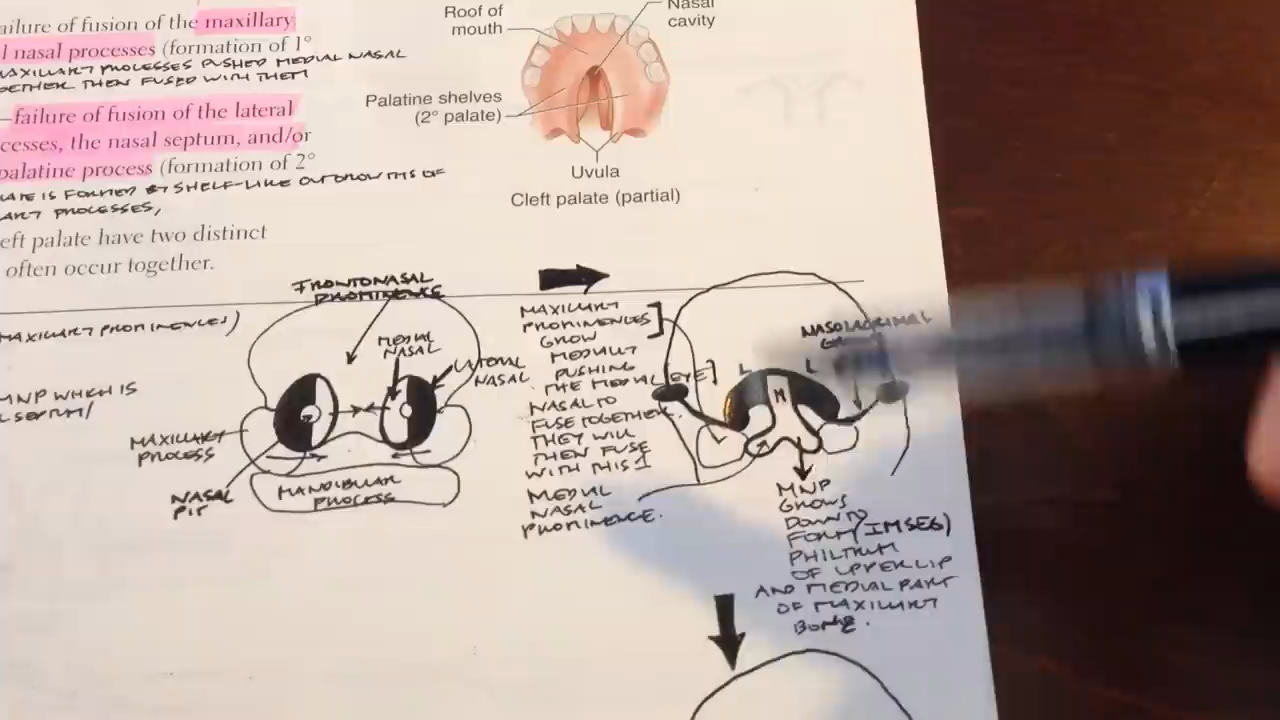 ailure of fusion of the maxillary
l nasal processes (formation of 1°
MAXILLARY PROCESSES PUSHED MEDIAL NASAL
GETHER THEN FUSED WITH THEM
—failure of fusion of the lateral
cesses, the nasal septum, and/or
palatine process (formation of 2°
LATE IS FORMED BY SHELF-LIKE OUTGROWTHS OF
ARY PROCESSES,
eft palate have two distinct
often occur together.
Roof of
mouth
Nasal
cavity
Palatine shelves
(2° palate)
Uvula
Cleft palate (partial)
MAXILLARY PROMINENCES)
MNP WHICH IS
L SEPTUM/
FRONTONASAL
PROMINENCE
MEDIAL
NASAL
LATERAL
NASAL
MAXILLARY
PROCESS
NASAL
PIT
MANDIBULAR
PROCESS
MAXILLARY
PROMINENCES
GROW
MEDIALLY
PUSHING
THE MEDIAL
NASAL TO
FUSE TOGETHER.
THEY WILL
THEN FUSE
WITH THIS
MEDIAL
NASAL
PROMINENCE.
[EYE]
L
L
M
NASOLACRIMAL
MNP
GROWS
DOWN TO
FORM (IMSEG)
PHILTRUM
OF UPPER LIP
AND MEDIAL PART
OF MAXILLARY
BONE.